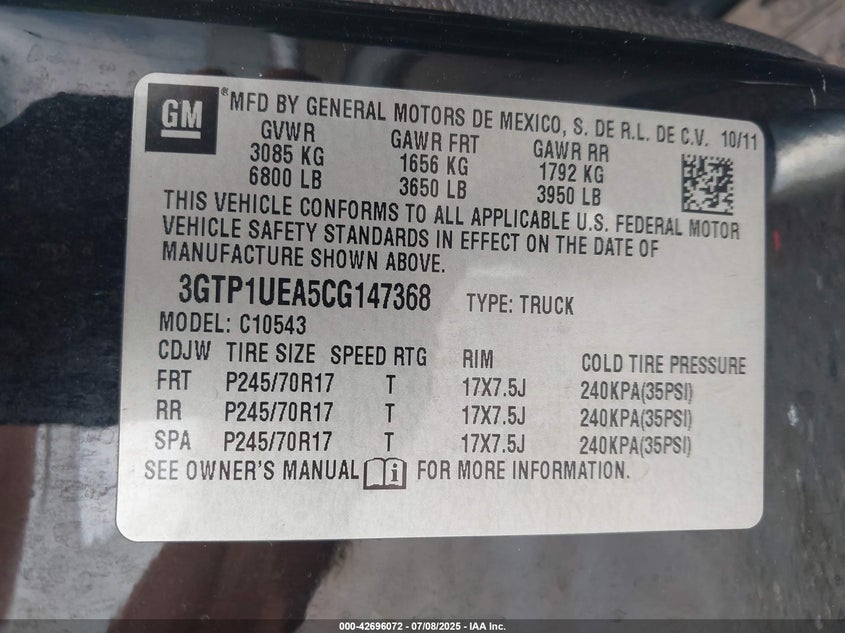 GM ® MFD BY GENERAL MOTORS DE MEXICO, S. DE R.L. DE C.V. 10/11
GVWR GAWR FRT GAWR RR
3085 KG 1656 KG 1792 KG
6800 LB 3650 LB 3950 LB
THIS VEHICLE CONFORMS TO ALL APPLICABLE U.S. FEDERAL MOTOR
VEHICLE SAFETY STANDARDS IN EFFECT ON THE DATE OF
MANUFACTURE SHOWN ABOVE.
3GTP1UEA5CG147368 TYPE: TRUCK
MODEL: C10543
CDJW TIRE SIZE SPEED RTG RIM COLD TIRE PRESSURE
FRT P245/70R17 T 17X7.5J 240KPA(35PSI)
RR P245/70R17 T 17X7.5J 240KPA(35PSI)
SPA P245/70R17 T 17X7.5J 240KPA(35PSI)
SEE OWNER'S MANUAL i FOR MORE INFORMATION.
000-42696072 - 07/08/2025 - IAA Inc.